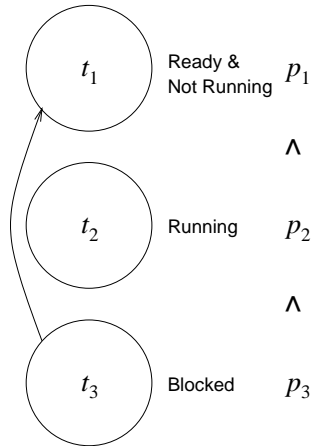 t₁ Ready & Not Running p₁
∧
t₂ Running p₂
∧
t₃ Blocked p₃